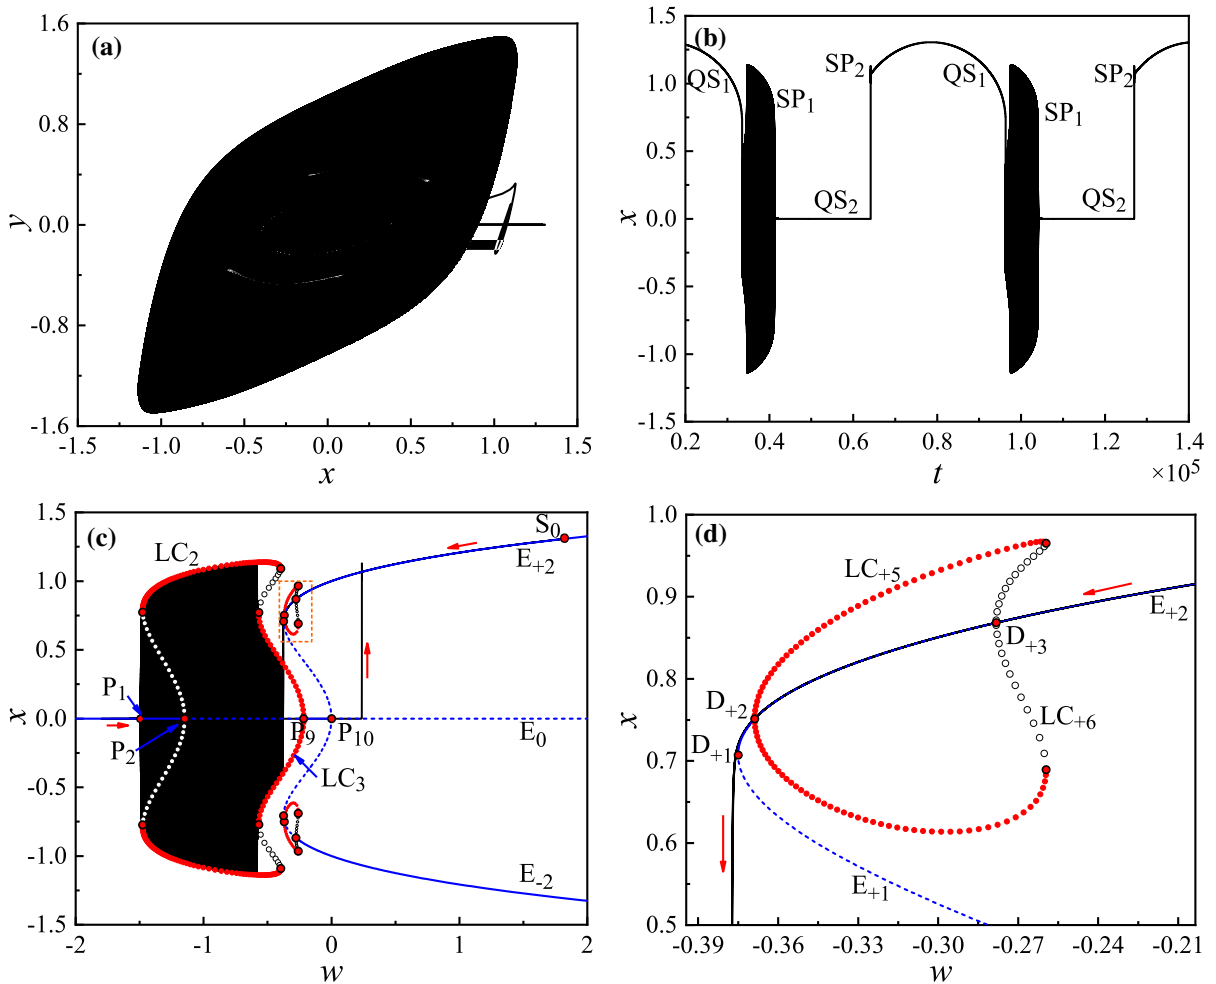 (a)
1.6
0.8
0.0
-0.8
-1.6
y
-1.5
-1.0
-0.5
0.0
0.5
1.0
1.5
x
(b)
1.5
1.0
0.5
0.0
-0.5
-1.0
-1.5
x
QS1
SP1
QS2
SP2
QS1
SP1
QS2
SP2
0.2
0.4
0.6
0.8
1.0
1.2
1.4
×10^5
t
(c)
1.5
1.0
0.5
0.0
-0.5
-1.0
-1.5
x
LC2
S0
E+2
P1
P2
P9
P10
E0
LC3
E-2
-2
-1
0
1
2
w
(d)
1.0
0.9
0.8
0.7
0.6
0.5
x
LC+5
E+2
D+3
D+2
LC+6
D+1
E+1
-0.39
-0.36
-0.33
-0.30
-0.27
-0.24
-0.21
w